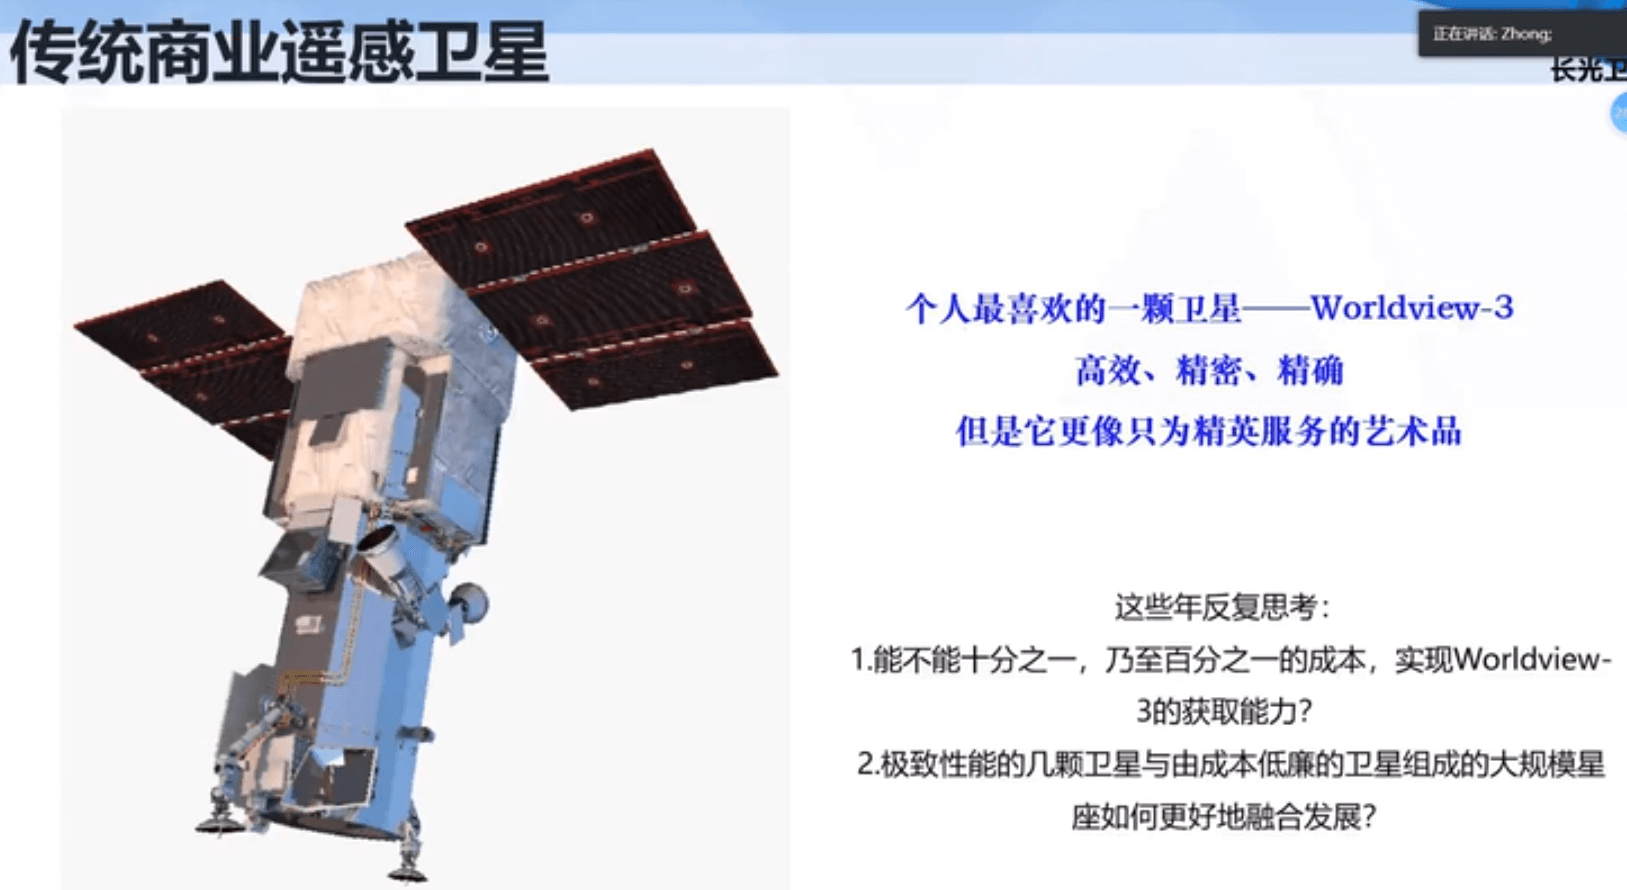 传统商业遥感卫星
正在讲话: Zhong;
长光卫
个人最喜欢的一颗卫星——Worldview-3
高效、精密、精确
但是它更像只为精英服务的艺术品
这些年反复思考：
1.能不能十分之一，乃至百分之一的成本，实现Worldview-
3的获取能力？
2.极致性能的几颗卫星与由成本低廉的卫星组成的大规模星
座如何更好地融合发展？